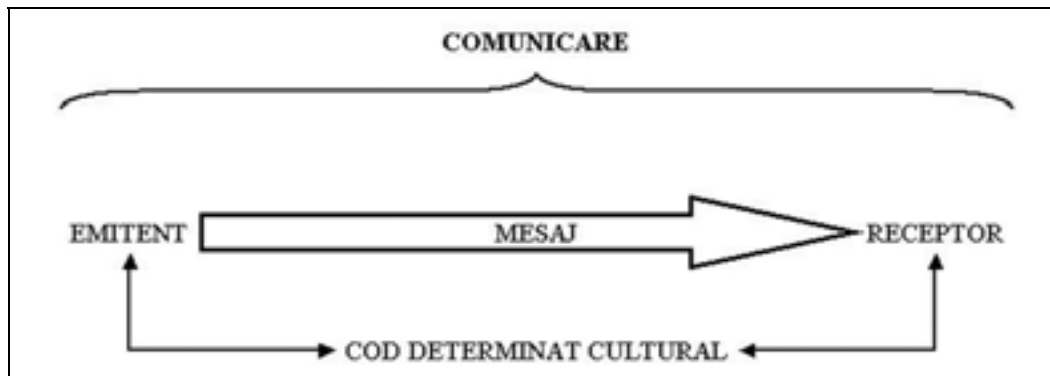 COMUNICARE
EMITENT MESAJ RECEPTOR
COD DETERMINAT CULTURAL